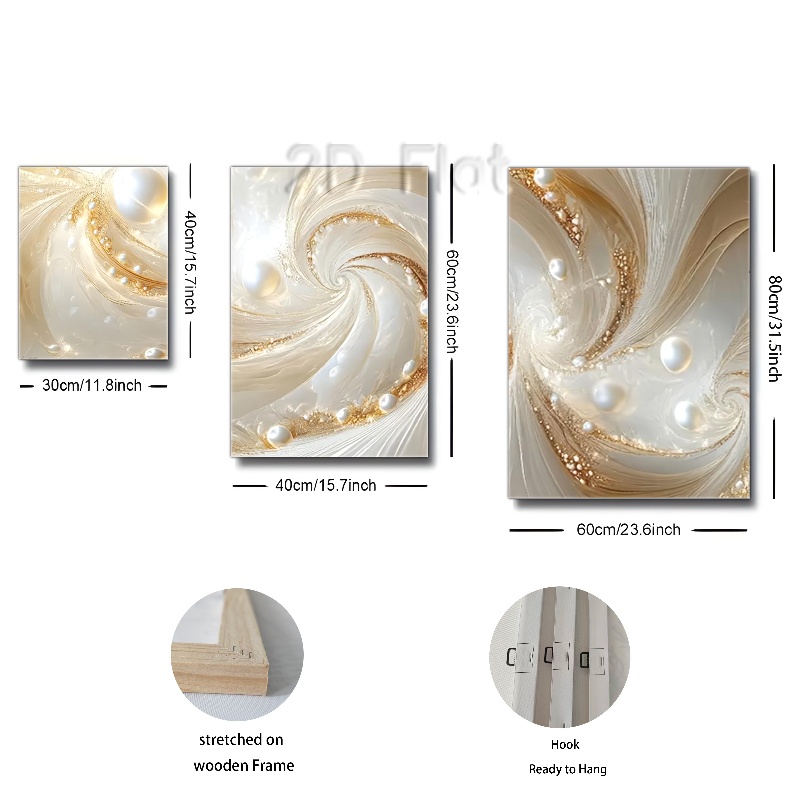 2D Flat
40cm/15.7inch
60cm/23.6inch
80cm/31.5inch
30cm/11.8inch
40cm/15.7inch
60cm/23.6inch
stretched on
wooden Frame
Hook
Ready to Hang